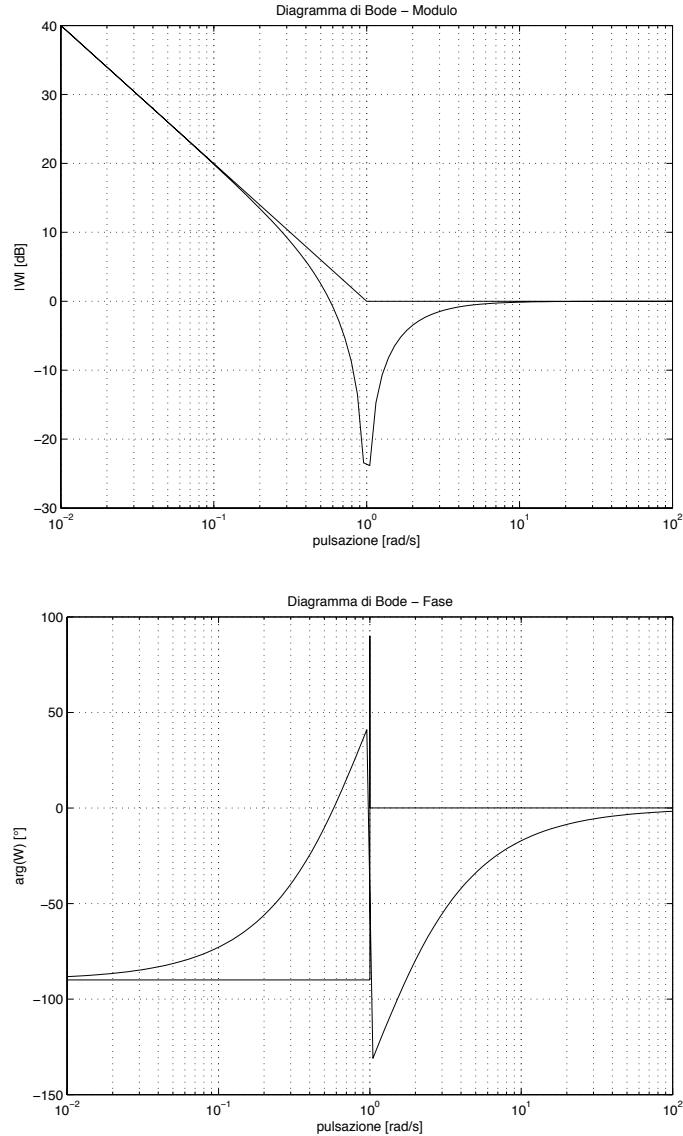 Diagramma di Bode − Modulo
40
30
20
10
0
−10
−20
−30
|W| [dB]
10⁻² 10⁻¹ 10⁰ 10¹ 10²
pulsazione [rad/s]
Diagramma di Bode − Fase
100
50
0
−50
−100
−150
arg(W) [°]
10⁻² 10⁻¹ 10⁰ 10¹ 10²
pulsazione [rad/s]